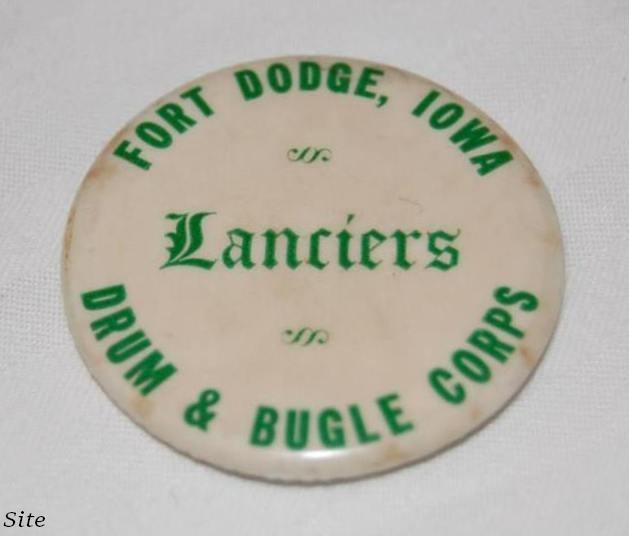 FORT DODGE, IOWA
Lanciers
DRUM & BUGLE CORPS
Site